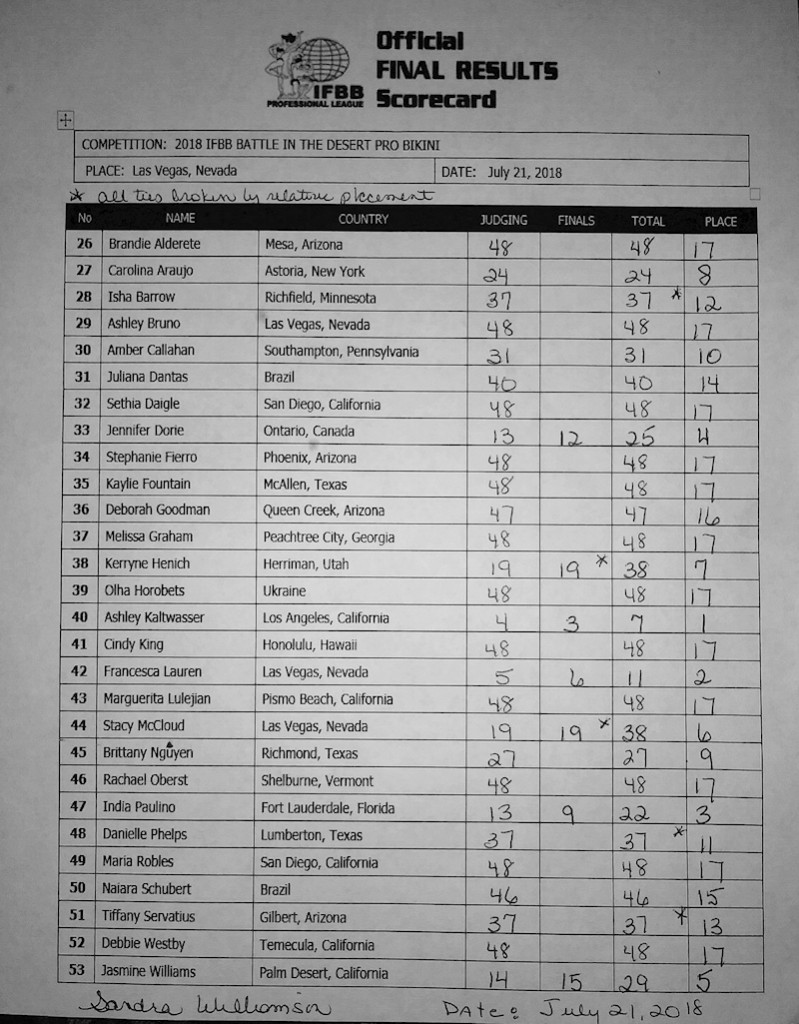 Official
FINAL RESULTS
Scorecard
IFBB
PROFESSIONAL LEAGUE
COMPETITION: 2018 IFBB BATTLE IN THE DESERT PRO BIKINI
PLACE: Las Vegas, Nevada DATE: July 21, 2018
* all ties broken by relative placement
No NAME COUNTRY JUDGING FINALS TOTAL PLACE
26 Brandie Alderete Mesa, Arizona 48 48 17
27 Carolina Araujo Astoria, New York 24 24 8
28 Isha Barrow Richfield, Minnesota 37 37 * 12
29 Ashley Bruno Las Vegas, Nevada 48 48 17
30 Amber Callahan Southampton, Pennsylvania 31 31 10
31 Juliana Dantas Brazil 40 40 14
32 Sethia Daigle San Diego, California 48 48 17
33 Jennifer Dorie Ontario, Canada 13 12 25 4
34 Stephanie Fierro Phoenix, Arizona 48 48 17
35 Kaylie Fountain McAllen, Texas 48 48 17
36 Deborah Goodman Queen Creek, Arizona 47 47 16
37 Melissa Graham Peachtree City, Georgia 48 48 17
38 Kerryne Henich Herriman, Utah 19 19 * 38 7
39 Olha Horobets Ukraine 48 48 17
40 Ashley Kaltwasser Los Angeles, California 4 3 7 1
41 Cindy King Honolulu, Hawaii 48 48 17
42 Francesca Lauren Las Vegas, Nevada 5 6 11 2
43 Marguerita Lulejian Pismo Beach, California 48 48 17
44 Stacy McCloud Las Vegas, Nevada 19 19 * 38 6
45 Brittany Nguyen Richmond, Texas 27 27 9
46 Rachael Oberst Shelburne, Vermont 48 48 17
47 India Paulino Fort Lauderdale, Florida 13 9 22 3
48 Danielle Phelps Lumberton, Texas 37 37 * 11
49 Maria Robles San Diego, California 48 48 17
50 Naiara Schubert Brazil 46 46 15
51 Tiffany Servatius Gilbert, Arizona 37 37 * 13
52 Debbie Westby Temecula, California 48 48 17
53 Jasmine Williams Palm Desert, California 14 15 29 5
Sandra Williamson DATE: July 21, 2018